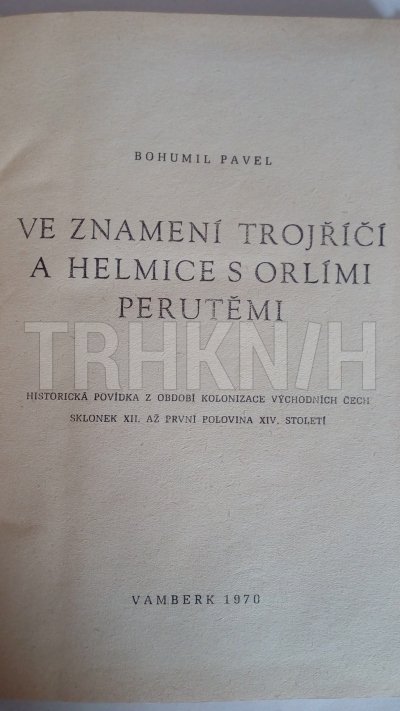 BOHUMIL PAVEL
VE ZNAMENÍ TROJŘÍČÍ
A HELMICE S ORLÍMI
PERUTĚMI
TRHKNIH
HISTORICKÁ POVÍDKA Z OBDOBÍ KOLONIZACE VÝCHODNÍCH ČECH
SKLONEK XII. AŽ PRVNÍ POLOVINA XIV. STOLETÍ
VAMBERK 1970